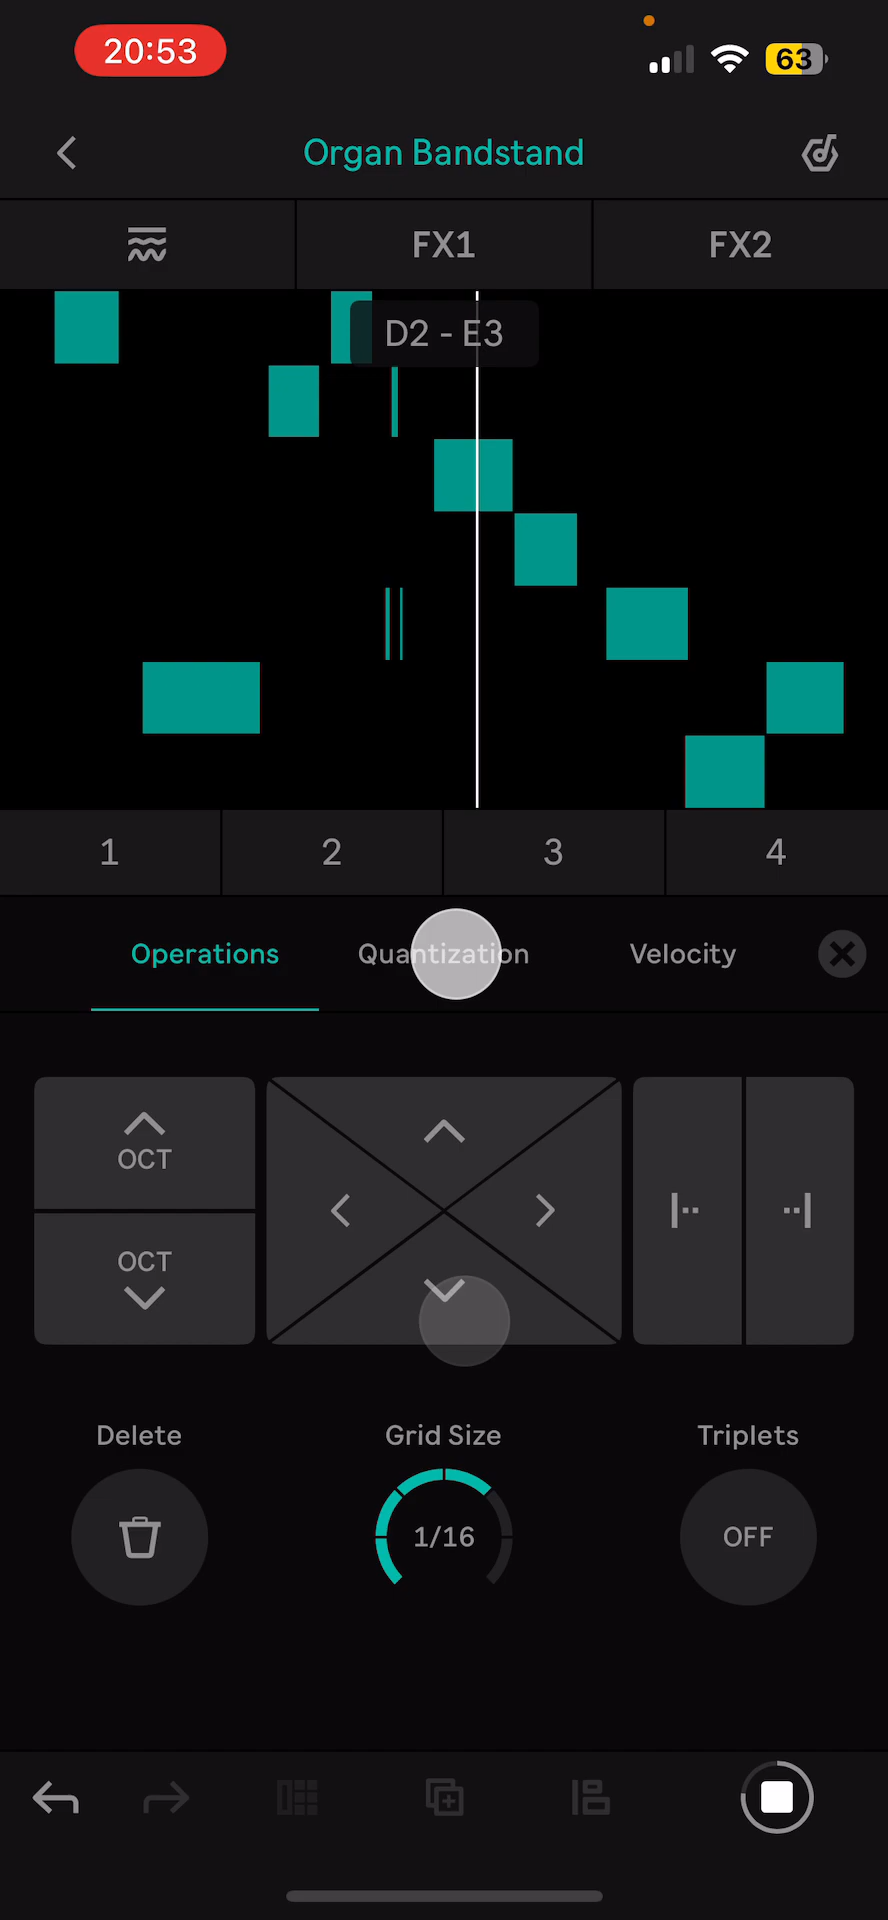 20:53
63
Organ Bandstand
FX1
FX2
D2 - E3
1
2
3
4
Operations
Quantization
Velocity
OCT
OCT
Delete
Grid Size
Triplets
1/16
OFF